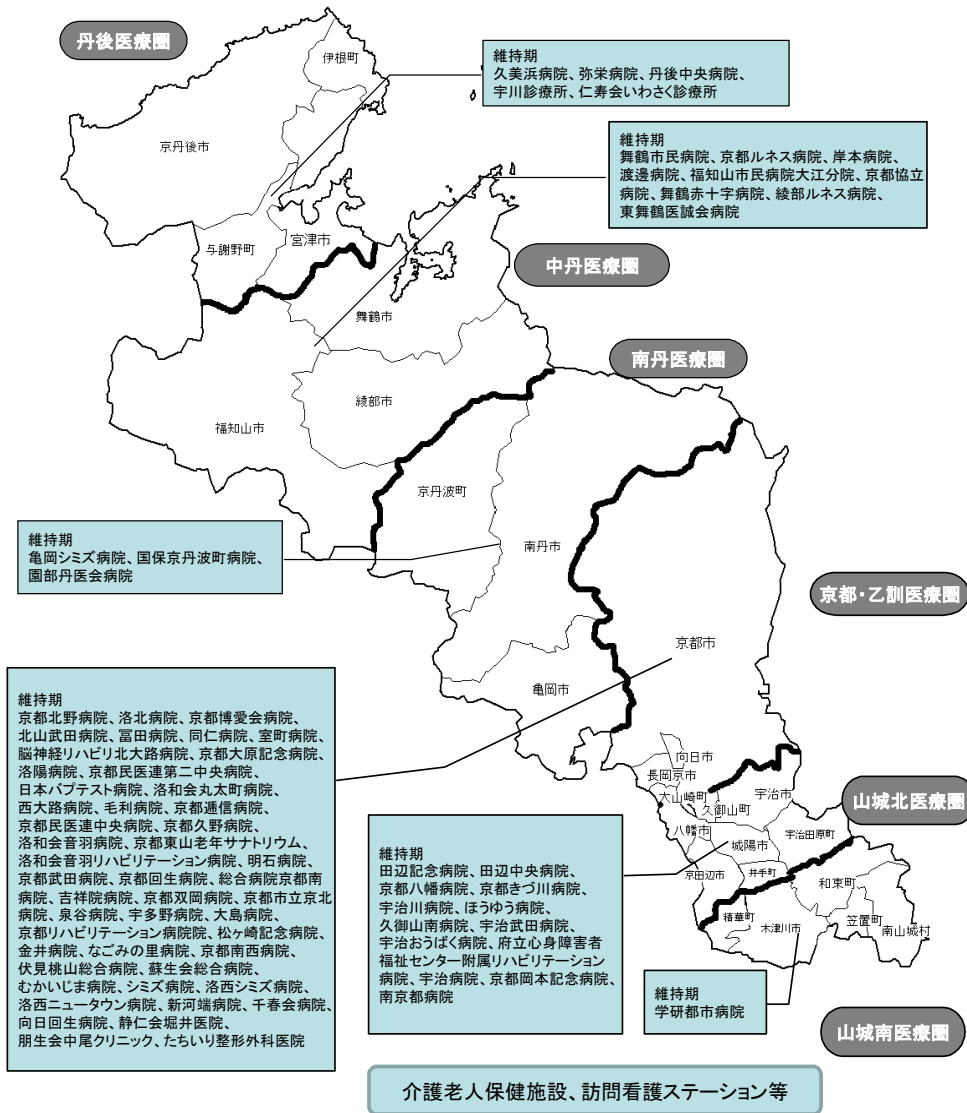 丹後医療圏
伊根町
維持期
久美浜病院、弥栄病院、丹後中央病院、
宇川診療所、仁寿会いわさく診療所
京丹後市
維持期
舞鶴市民病院、京都ルネス病院、岸本病院、
渡邊病院、福知山市民病院大江分院、京都協立
病院、舞鶴赤十字病院、綾部ルネス病院、
東舞鶴医誠会病院
与謝野町
宮津市
中丹医療圏
舞鶴市
南丹医療圏
綾部市
福知山市
京丹波町
維持期
亀岡シミズ病院、国保京丹波町病院、
園部丹医会病院
南丹市
京都・乙訓医療圏
京都市
亀岡市
維持期
京都北野病院、洛北病院、京都博愛会病院、
北山武田病院、冨田病院、同仁病院、室町病院、
脳神経リハビリ北大路病院、京都大原記念病院、
洛陽病院、京都民医連第二中央病院、
日本バプテスト病院、洛和会丸太町病院、
西大路病院、毛利病院、京都逓信病院、
京都民医連中央病院、京都久野病院、
洛和会音羽病院、京都東山老年サナトリウム、
洛和会音羽リハビリテーション病院、明石病院、
京都武田病院、京都回生病院、総合病院京都南
病院、吉祥院病院、京都双岡病院、京都市立京北
病院、泉谷病院、宇多野病院、大島病院、
京都リハビリテーション病院院、松ヶ崎記念病院、
金井病院、なごみの里病院、京都南西病院、
伏見桃山総合病院、蘇生会総合病院、
むかいじま病院、シミズ病院、洛西シミズ病院、
洛西ニュータウン病院、新河端病院、千春会病院、
向日回生病院、静仁会堀井医院、
朋生会中尾クリニック、たちいり整形外科医院
向日市
長岡京市
大山崎町
宇治市
久御山町
山城北医療圏
八幡市
宇治田原町
城陽市
京田辺市
井手町
和束町
精華町
木津川市
笠置町
南山城村
維持期
田辺記念病院、田辺中央病院、
京都八幡病院、京都きづ川病院、
宇治川病院、ほうゆう病院、
久御山南病院、宇治武田病院、
宇治おうばく病院、府立心身障害者
福祉センター附属リハビリテーション
病院、宇治病院、京都岡本記念病院、
南京都病院
維持期
学研都市病院
山城南医療圏
介護老人保健施設、訪問看護ステーション等